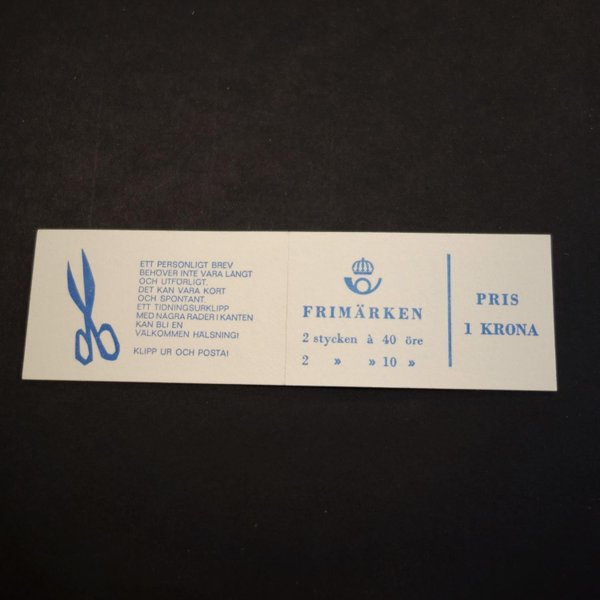 ETT PERSONLIGT BREV
BEHÖVER INTE VARA LÅNGT
OCH UTFÖRLIGT.
DET KAN VARA KORT
OCH SPONTANT.
ETT TIDNINGSURKLIPP
MED NÅGRA RADER I KANTEN
KAN BLI EN
VÄLKOMMEN HÄLSNING!
KLIPP UR OCH POSTA!
FRIMÄRKEN
2 stycken à 40 öre
2 » » 10 »
PRIS
1 KRONA